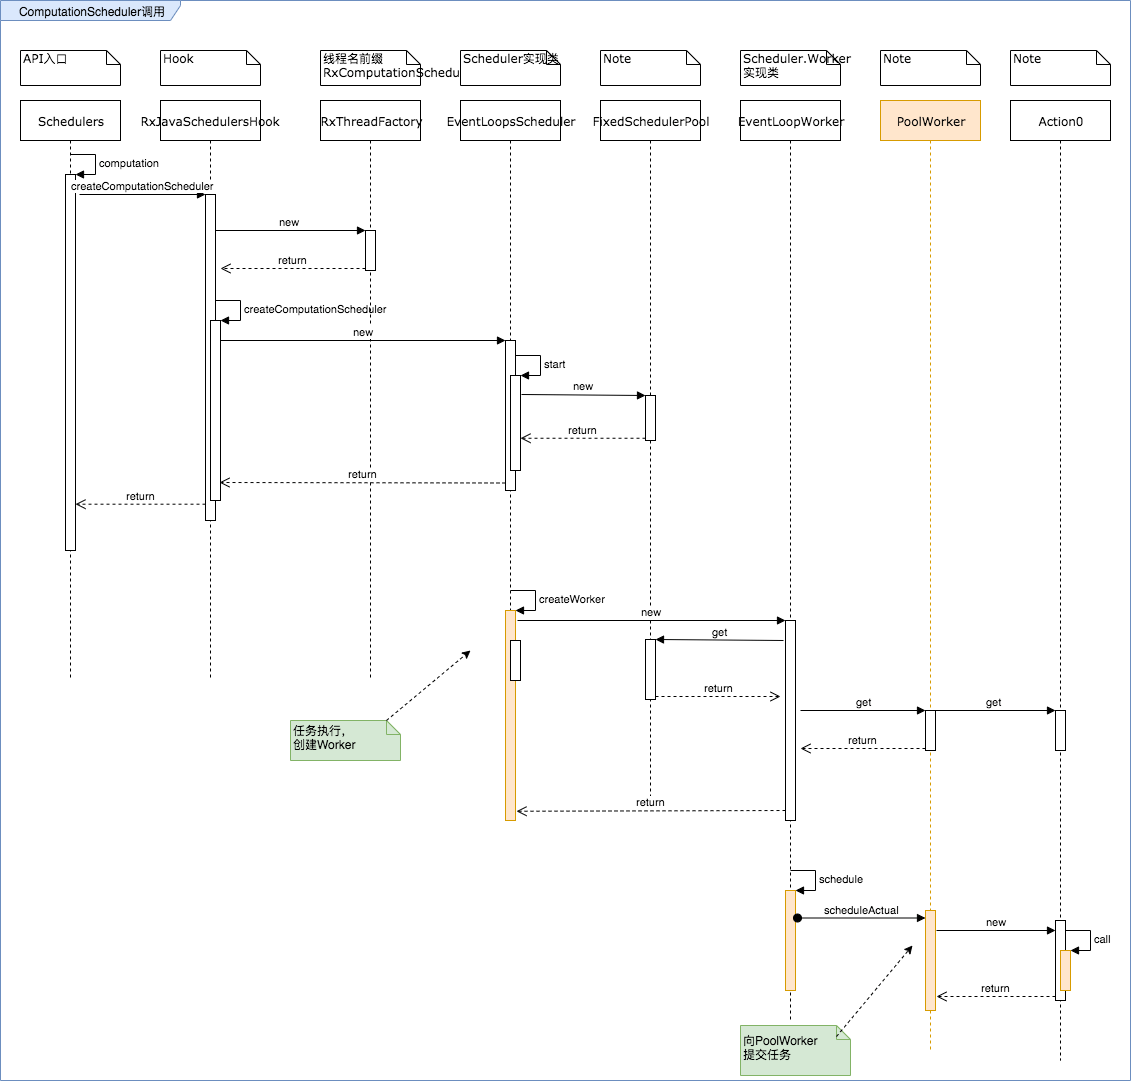 ComputationScheduler调用
API入口
Hook
线程名前缀
RxComputationSchedu
Scheduler实现类
Note
Scheduler.Worker
实现类
Note
Note
Schedulers
RxJavaSchedulersHook
RxThreadFactory
EventLoopsScheduler
FixedSchedulerPool
EventLoopWorker
PoolWorker
Action0
computation
createComputationScheduler
new
return
createComputationScheduler
new
start
new
return
return
return
createWorker
new
get
return
get
get
return
任务执行,
创建Worker
return
schedule
scheduleActual
new
call
return
向PoolWorker
提交任务